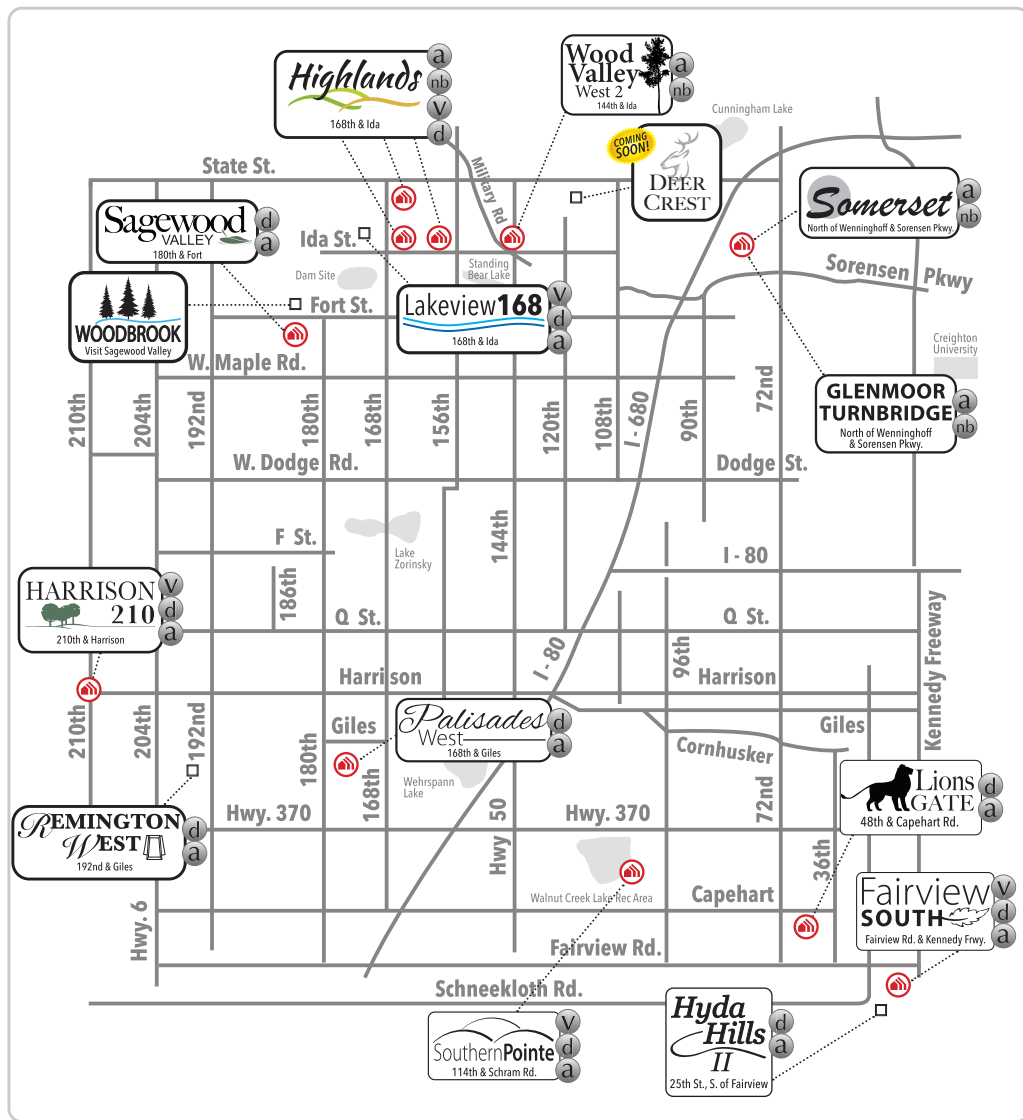 Highlands
168th & Ida
a
nb
v
d
Wood
Valley
West 2
144th & Ida
a
nb
Cunningham Lake
COMING
SOON!
DEER
CREST
State St.
Military Rd
Somerset
North of Wenninghoff & Sorensen Pkwy.
a
nb
Sagewood
VALLEY
180th & Fort
d
a
Ida St.
Dam Site
Standing
Bear Lake
Sorensen Pkwy
WOODBROOK
Visit Sagewood Valley
Fort St.
Lakeview168
168th & Ida
v
d
a
Creighton
University
W. Maple Rd.
GLENMOOR
TURNBRIDGE
North of Wenninghoff
& Sorensen Pkwy.
a
nb
210th
204th
192nd
180th
168th
156th
120th
108th
I - 680
90th
72nd
W. Dodge Rd.
Dodge St.
144th
F St.
Lake
Zorinsky
I - 80
HARRISON
210
210th & Harrison
v
d
a
186th
Q St.
Q St.
I - 80
96th
Kennedy Freeway
Harrison
Harrison
210th
204th
192nd
180th
Giles
168th
Palisades
West
168th & Giles
d
a
Giles
Cornhusker
Wehrspann
Lake
72nd
Lions
GATE
48th & Capehart Rd.
d
a
REMINGTON
WEST
192nd & Giles
d
a
Hwy. 370
Hwy 50
Hwy. 370
36th
Walnut Creek Lake Rec Area
Capehart
Fairview
SOUTH
Fairview Rd. & Kennedy Frwy.
v
d
a
Hwy. 6
Fairview Rd.
Schneekloth Rd.
SouthernPointe
114th & Schram Rd.
v
d
a
Hyda
Hills
II
25th St., S. of Fairview
d
a